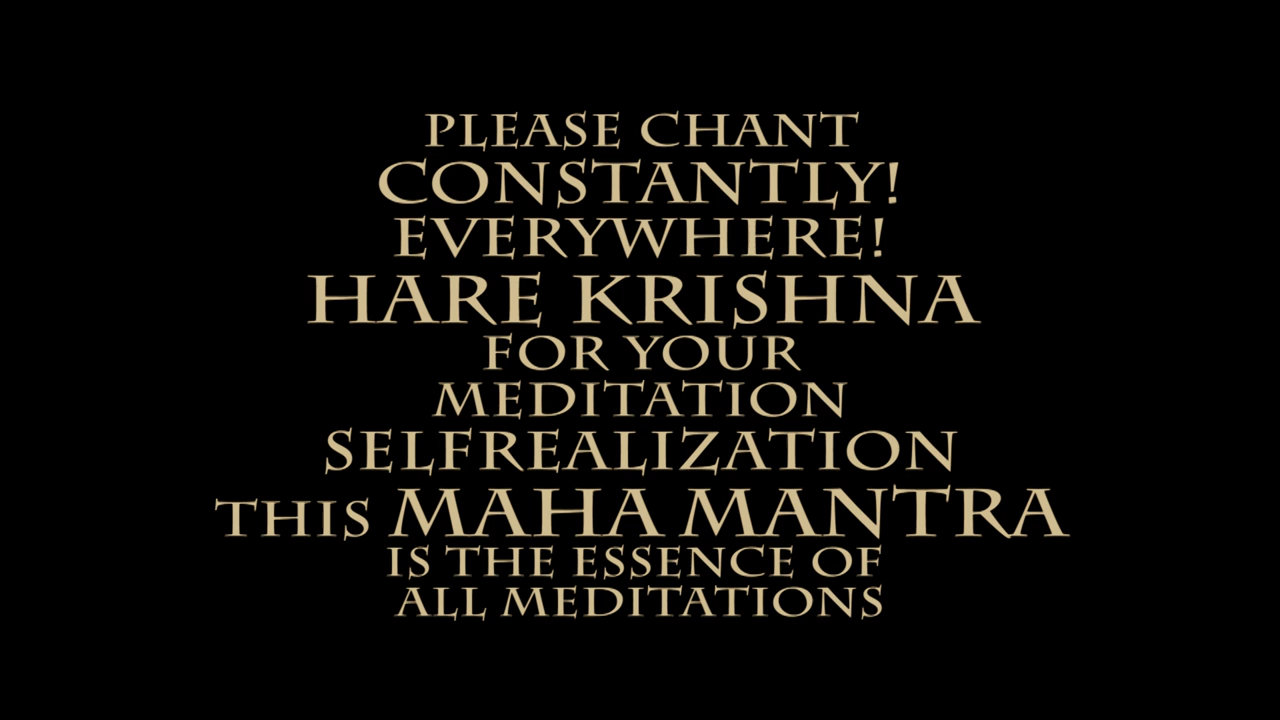 PLEASE CHANT
CONSTANTLY!
EVERYWHERE!
HARE KRISHNA
FOR YOUR
MEDITATION
SELFREALIZATION
THIS MAHA MANTRA
IS THE ESSENCE OF
ALL MEDITATIONS